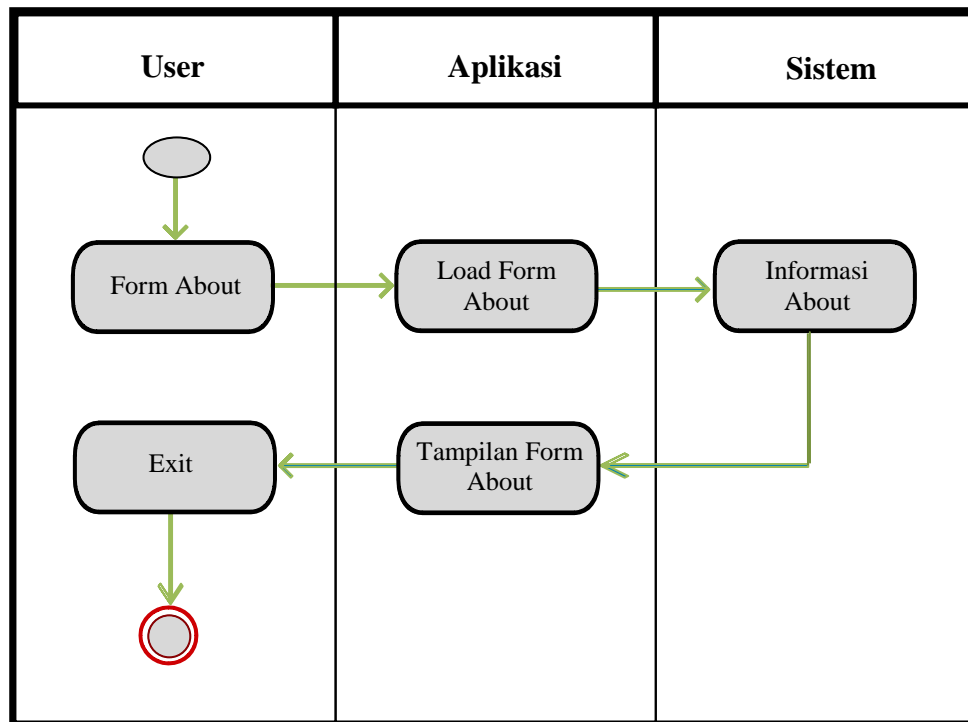 User
Aplikasi
Sistem
Form About
Load Form
About
Informasi
About
Exit
Tampilan Form
About